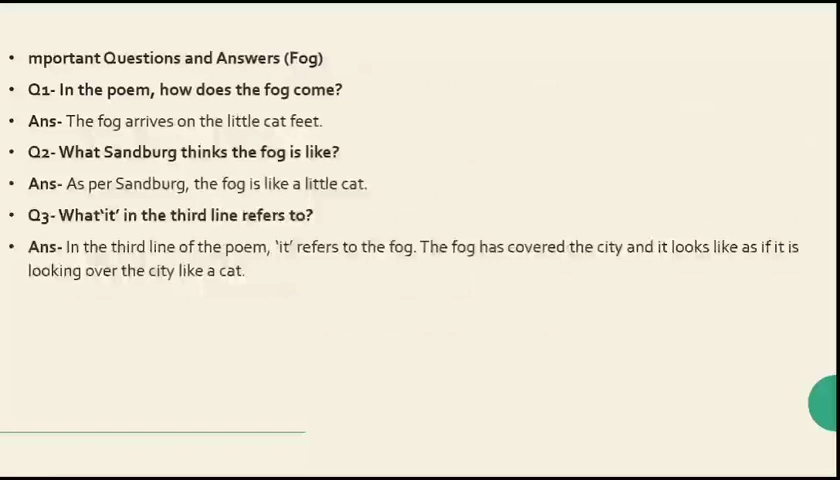 • mportant Questions and Answers (Fog)
• Q1- In the poem, how does the fog come?
• Ans- The fog arrives on the little cat feet.
• Q2- What Sandburg thinks the fog is like?
• Ans- As per Sandburg, the fog is like a little cat.
• Q3- What‘it’ in the third line refers to?
• Ans- In the third line of the poem, ‘it’ refers to the fog. The fog has covered the city and it looks like as if it is
looking over the city like a cat.